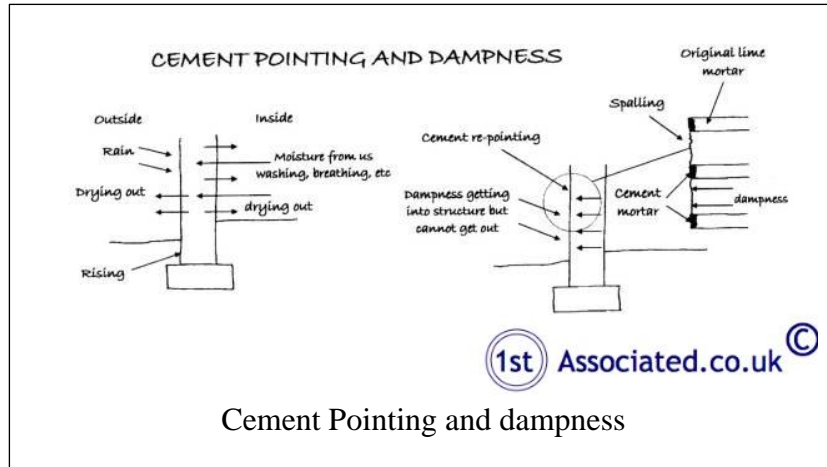 CEMENT POINTING AND DAMPNESS
Outside
Inside
Rain
Moisture from us
washing, breathing, etc
Drying out
drying out
Rising
Original lime
mortar
Spalling
Cement re-pointing
Dampness getting
into structure but
cannot get out
Cement
mortar
dampness
1st Associated.co.uk ©
Cement Pointing and dampness